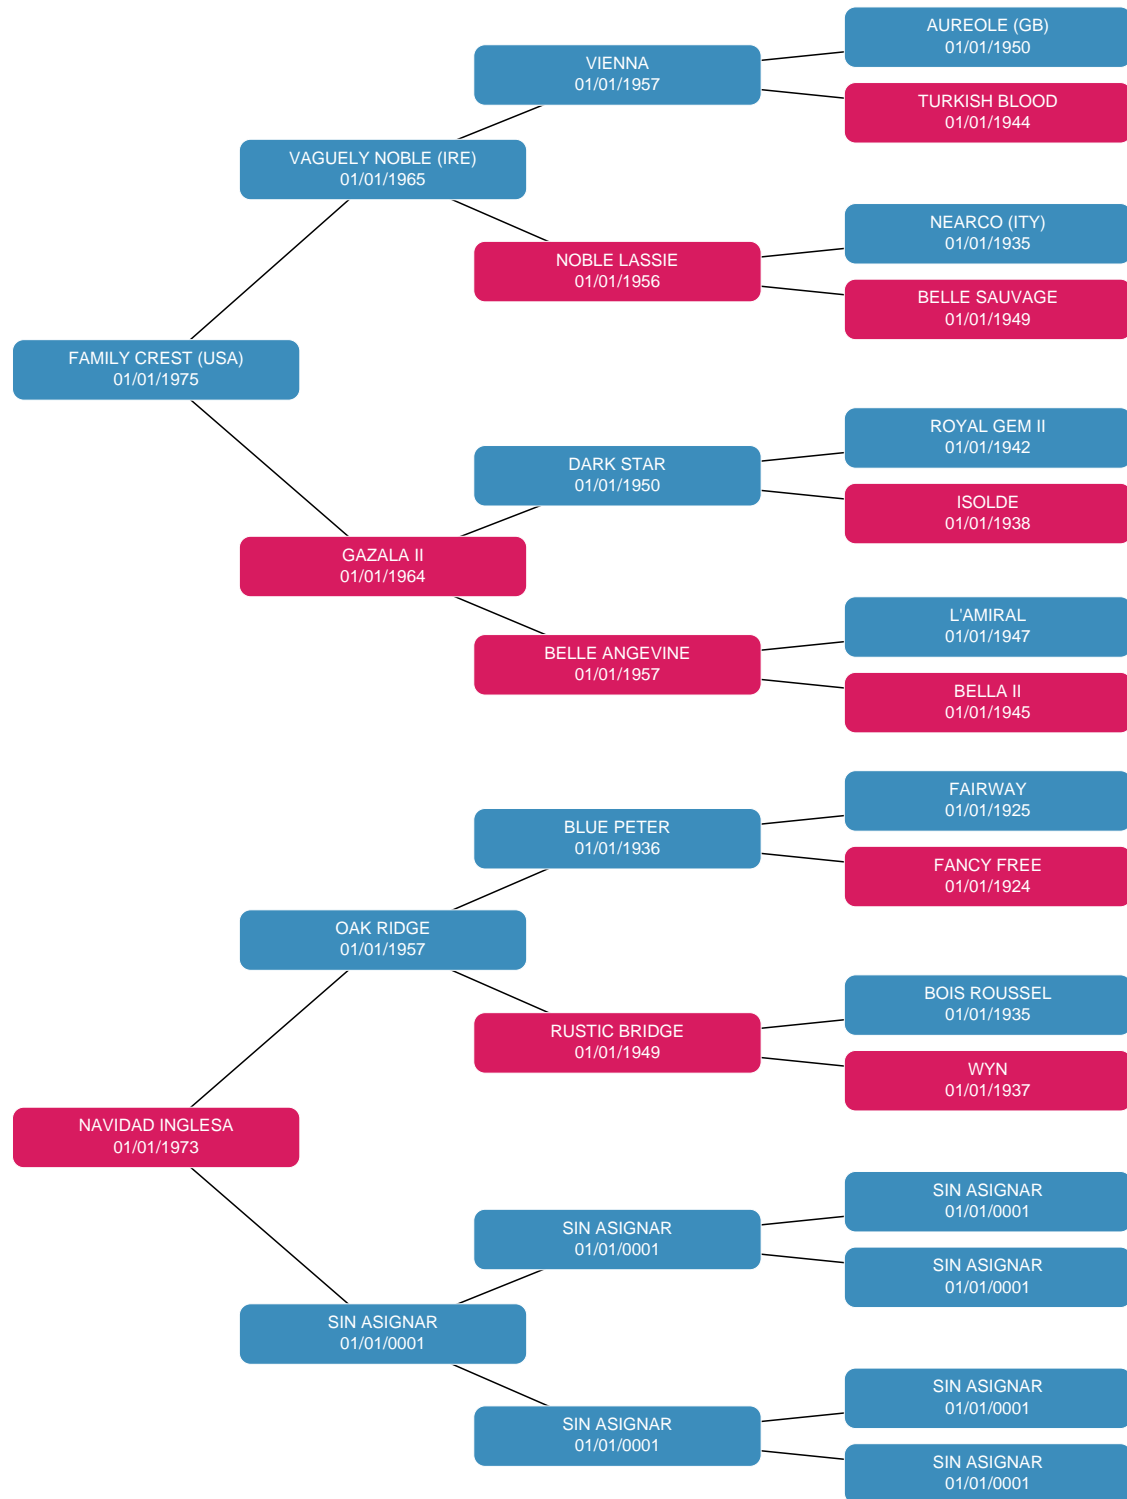 AUREOLE (GB)
01/01/1950
VIENNA
01/01/1957
TURKISH BLOOD
01/01/1944
VAGUELY NOBLE (IRE)
01/01/1965
NEARCO (ITY)
01/01/1935
NOBLE LASSIE
01/01/1956
BELLE SAUVAGE
01/01/1949
FAMILY CREST (USA)
01/01/1975
ROYAL GEM II
01/01/1942
DARK STAR
01/01/1950
ISOLDE
01/01/1938
GAZALA II
01/01/1964
L'AMIRAL
01/01/1947
BELLE ANGEVINE
01/01/1957
BELLA II
01/01/1945
FAIRWAY
01/01/1925
BLUE PETER
01/01/1936
FANCY FREE
01/01/1924
OAK RIDGE
01/01/1957
BOIS ROUSSEL
01/01/1935
RUSTIC BRIDGE
01/01/1949
WYN
01/01/1937
NAVIDAD INGLESA
01/01/1973
SIN ASIGNAR
01/01/0001
SIN ASIGNAR
01/01/0001
SIN ASIGNAR
01/01/0001
SIN ASIGNAR
01/01/0001
SIN ASIGNAR
01/01/0001
SIN ASIGNAR
01/01/0001
SIN ASIGNAR
01/01/0001